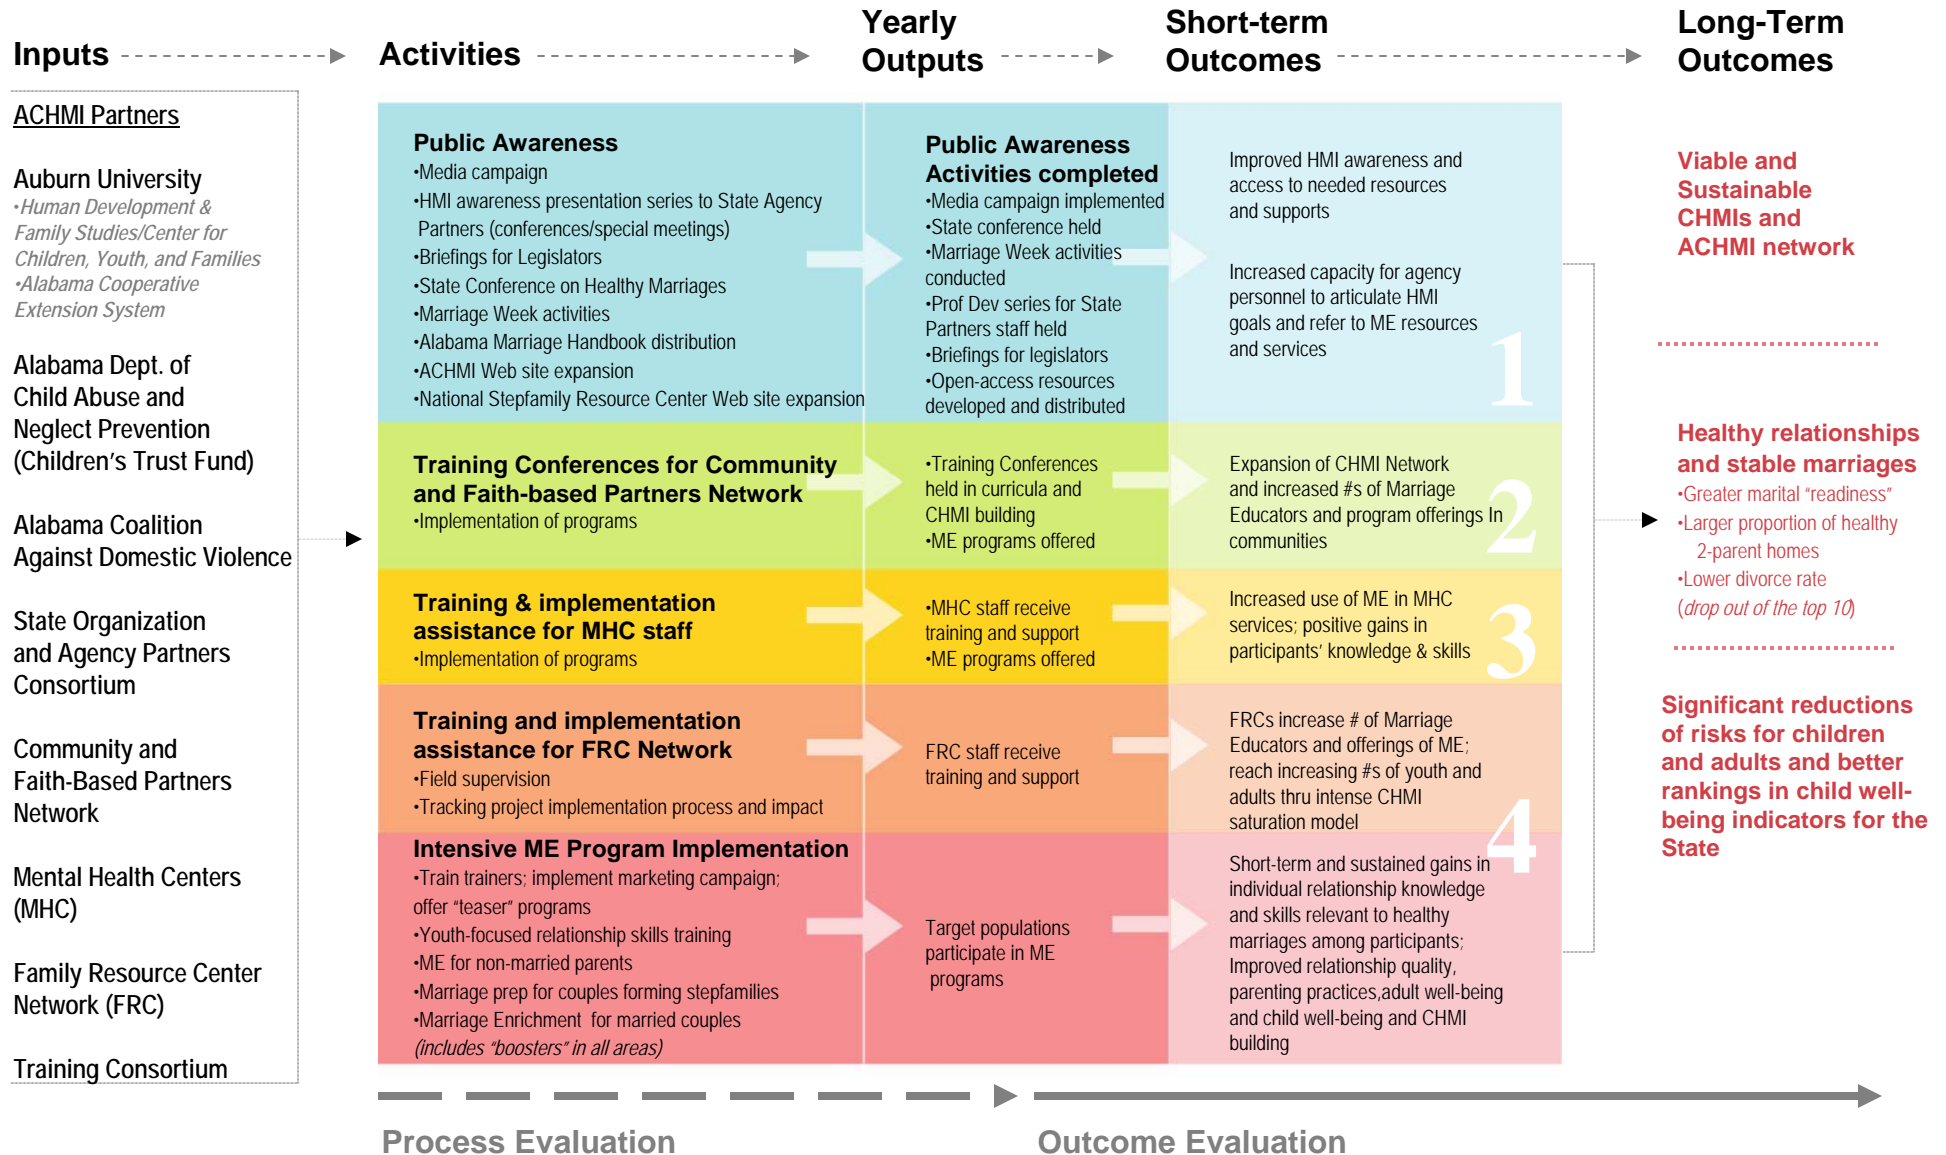 Inputs
Activities
Yearly
Outputs
Short-term
Outcomes
Long-Term
Outcomes
ACHMI Partners
Auburn University
•Human Development &
Family Studies/Center for
Children, Youth, and Families
•Alabama Cooperative
Extension System
Alabama Dept. of
Child Abuse and
Neglect Prevention
(Children's Trust Fund)
Alabama Coalition
Against Domestic Violence
State Organization
and Agency Partners
Consortium
Community and
Faith-Based Partners
Network
Mental Health Centers
(MHC)
Family Resource Center
Network (FRC)
Training Consortium
Public Awareness
•Media campaign
•HMI awareness presentation series to State Agency
Partners (conferences/special meetings)
•Briefings for Legislators
•State Conference on Healthy Marriages
•Marriage Week activities
•Alabama Marriage Handbook distribution
•ACHMI Web site expansion
•National Stepfamily Resource Center Web site expansion
Public Awareness
Activities completed
•Media campaign implemented
•State conference held
•Marriage Week activities
conducted
•Prof Dev series for State
Partners staff held
•Briefings for legislators
•Open-access resources
developed and distributed
Improved HMI awareness and
access to needed resources
and supports
Increased capacity for agency
personnel to articulate HMI
goals and refer to ME resources
and services
1
Training Conferences for Community
and Faith-based Partners Network
•Implementation of programs
•Training Conferences
held in curricula and
CHMI building
•ME programs offered
Expansion of CHMI Network
and increased #s of Marriage
Educators and program offerings In
communities
2
Training & implementation
assistance for MHC staff
•Implementation of programs
•MHC staff receive
training and support
•ME programs offered
Increased use of ME in MHC
services; positive gains in
participants' knowledge & skills
3
Training and implementation
assistance for FRC Network
•Field supervision
•Tracking project implementation process and impact
FRC staff receive
training and support
FRCs increase # of Marriage
Educators and offerings of ME;
reach increasing #s of youth and
adults thru intense CHMI
saturation model
4
Intensive ME Program Implementation
•Train trainers; implement marketing campaign;
offer "teaser" programs
•Youth-focused relationship skills training
•ME for non-married parents
•Marriage prep for couples forming stepfamilies
•Marriage Enrichment for married couples
(includes "boosters" in all areas)
Target populations
participate in ME
programs
Short-term and sustained gains in
individual relationship knowledge
and skills relevant to healthy
marriages among participants;
Improved relationship quality,
parenting practices,adult well-being
and child well-being and CHMI
building
Viable and
Sustainable
CHMIs and
ACHMI network
Healthy relationships
and stable marriages
•Greater marital "readiness"
•Larger proportion of healthy
2-parent homes
•Lower divorce rate
(drop out of the top 10)
Significant reductions
of risks for children
and adults and better
rankings in child well-
being indicators for the
State
Process Evaluation
Outcome Evaluation